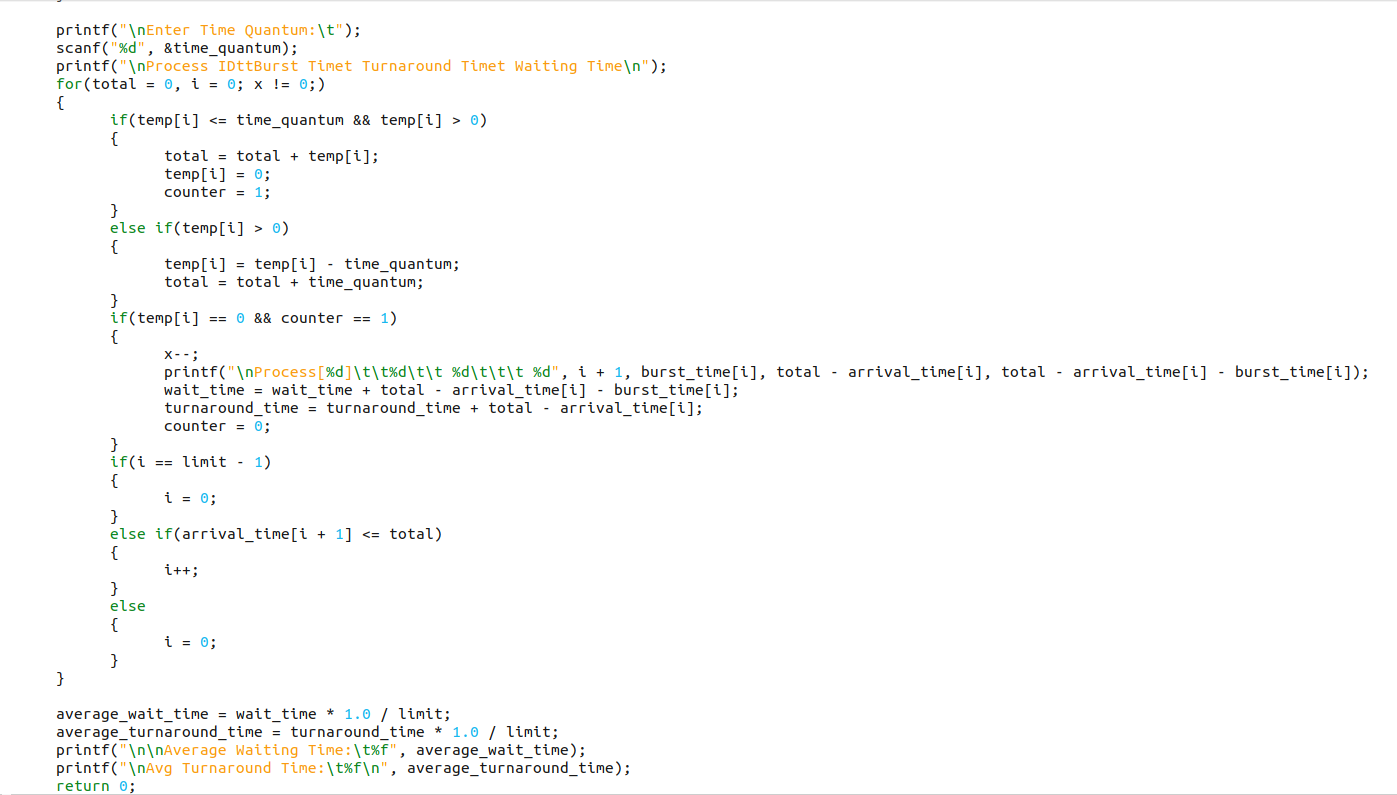 printf("\nEnter Time Quantum:\t");
scanf("%d", &time_quantum);
printf("\nProcess IDttBurst Timet Turnaround Timet Waiting Time\n");
for(total = 0, i = 0; x != 0;)
{
if(temp[i] <= time_quantum && temp[i] > 0)
{
total = total + temp[i];
temp[i] = 0;
counter = 1;
}
else if(temp[i] > 0)
{
temp[i] = temp[i] - time_quantum;
total = total + time_quantum;
}
if(temp[i] == 0 && counter == 1)
{
x--;
printf("\nProcess[%d]\t\t%d\t\t %d\t\t\t %d", i + 1, burst_time[i], total - arrival_time[i], total - arrival_time[i] - burst_time[i]);
wait_time = wait_time + total - arrival_time[i] - burst_time[i];
turnaround_time = turnaround_time + total - arrival_time[i];
counter = 0;
}
if(i == limit - 1)
{
i = 0;
}
else if(arrival_time[i + 1] <= total)
{
i++;
}
else
{
i = 0;
}
}
average_wait_time = wait_time * 1.0 / limit;
average_turnaround_time = turnaround_time * 1.0 / limit;
printf("\n\nAverage Waiting Time:\t%f", average_wait_time);
printf("\nAvg Turnaround Time:\t%f\n", average_turnaround_time);
return 0;